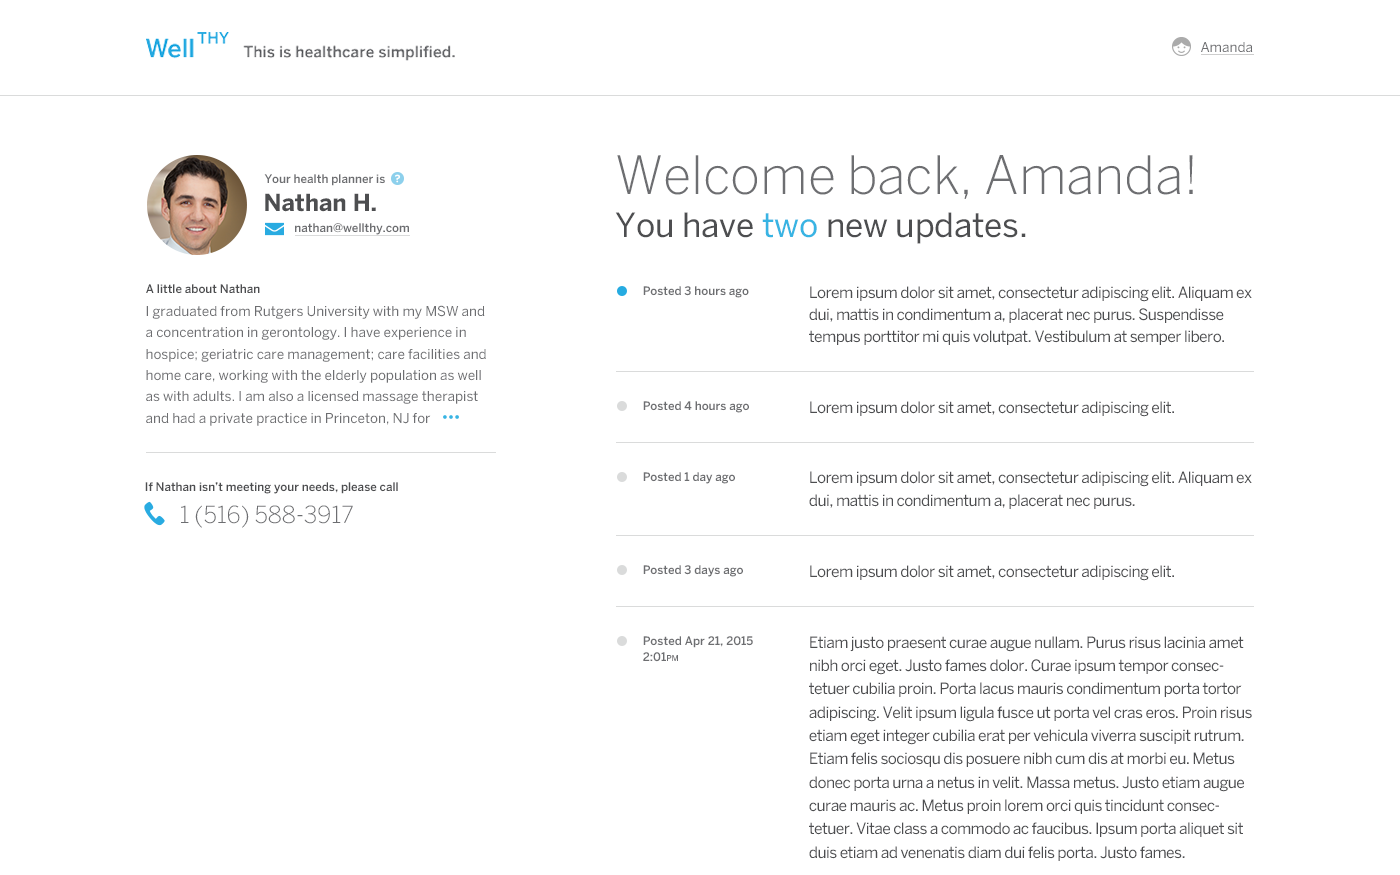 Well THY This is healthcare simplified.
Amanda
Your health planner is ?
Nathan H.
nathan@wellthy.com
A little about Nathan
I graduated from Rutgers University with my MSW and
a concentration in gerontology. I have experience in
hospice; geriatric care management; care facilities and
home care, working with the elderly population as well
as with adults. I am also a licensed massage therapist
and had a private practice in Princeton, NJ for •••
If Nathan isn't meeting your needs, please call
1 (516) 588-3917
Welcome back, Amanda!
You have two new updates.
Posted 3 hours ago
Lorem ipsum dolor sit amet, consectetur adipiscing elit. Aliquam ex
dui, mattis in condimentum a, placerat nec purus. Suspendisse
tempus porttitor mi quis volutpat. Vestibulum at semper libero.
Posted 4 hours ago
Lorem ipsum dolor sit amet, consectetur adipiscing elit.
Posted 1 day ago
Lorem ipsum dolor sit amet, consectetur adipiscing elit. Aliquam ex
dui, mattis in condimentum a, placerat nec purus.
Posted 3 days ago
Lorem ipsum dolor sit amet, consectetur adipiscing elit.
Posted Apr 21, 2015
2:01PM
Etiam justo praesent curae augue nullam. Purus risus lacinia amet
nibh orci eget. Justo fames dolor. Curae ipsum tempor consec-
tetuer cubilia proin. Porta lacus mauris condimentum porta tortor
adipiscing. Velit ipsum ligula fusce ut porta vel cras eros. Proin risus
etiam eget integer cubilia erat per vehicula viverra suscipit rutrum.
Etiam felis sociosqu dis posuere nibh cum dis at morbi eu. Metus
donec porta urna a netus in velit. Massa metus. Justo etiam augue
curae mauris ac. Metus proin lorem orci quis tincidunt consec-
tetuer. Vitae class a commodo ac faucibus. Ipsum porta aliquet sit
duis etiam ad venenatis diam dui felis porta. Justo fames.